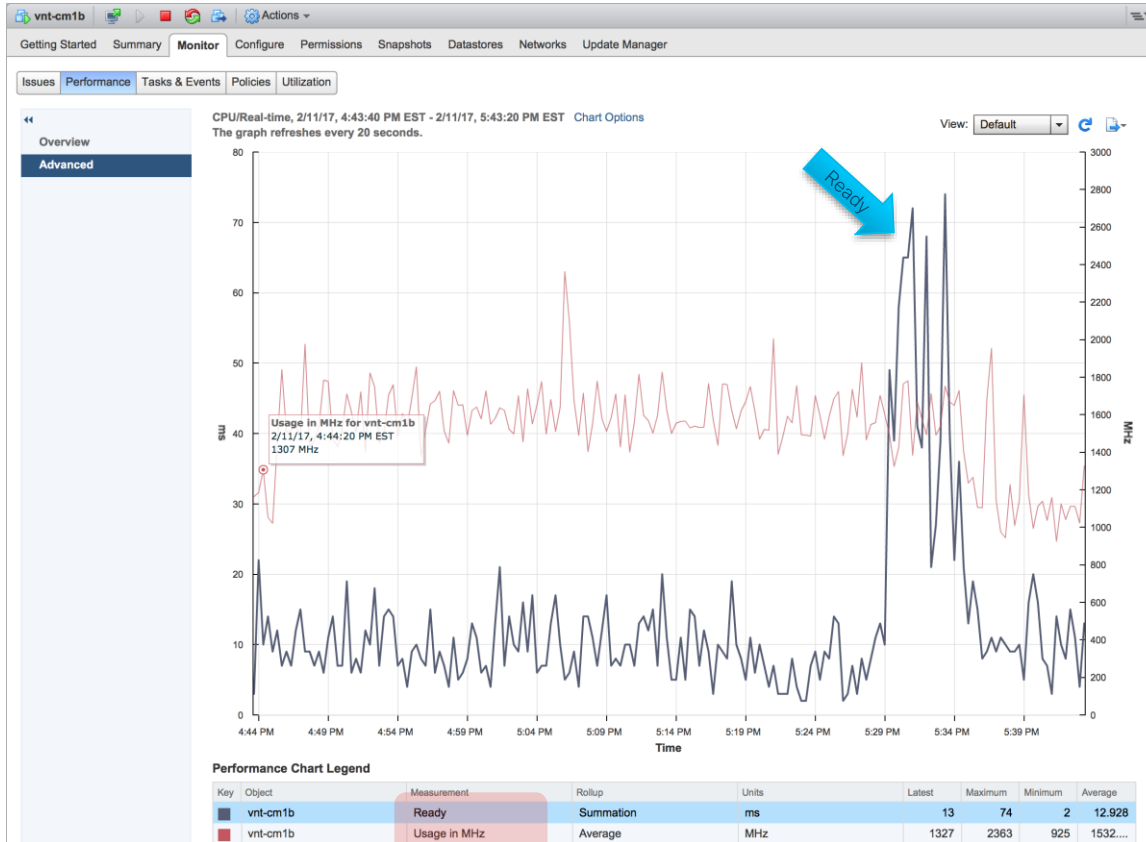 vnt-cm1b Actions
Getting Started Summary Monitor Configure Permissions Snapshots Datastores Networks Update Manager
Issues Performance Tasks & Events Policies Utilization
Overview
Advanced
CPU/Real-time, 2/11/17, 4:43:40 PM EST - 2/11/17, 5:43:20 PM EST Chart Options
The graph refreshes every 20 seconds.
View: Default
80
70
60
50
40
30
20
10
0
ms
Ready
Usage in MHz for vnt-cm1b
2/11/17, 4:44:20 PM EST
1307 MHz
3000
2800
2600
2400
2200
2000
1800
1600
1400
1200
1000
800
600
400
200
0
MHz
4:44 PM 4:49 PM 4:54 PM 4:59 PM 5:04 PM 5:09 PM 5:14 PM 5:19 PM 5:24 PM 5:29 PM 5:34 PM 5:39 PM
Time
Performance Chart Legend
Key Object Measurement Rollup Units Latest Maximum Minimum Average
vnt-cm1b Ready Summation ms 13 74 2 12.928
vnt-cm1b Usage in MHz Average MHz 1327 2363 925 1532....